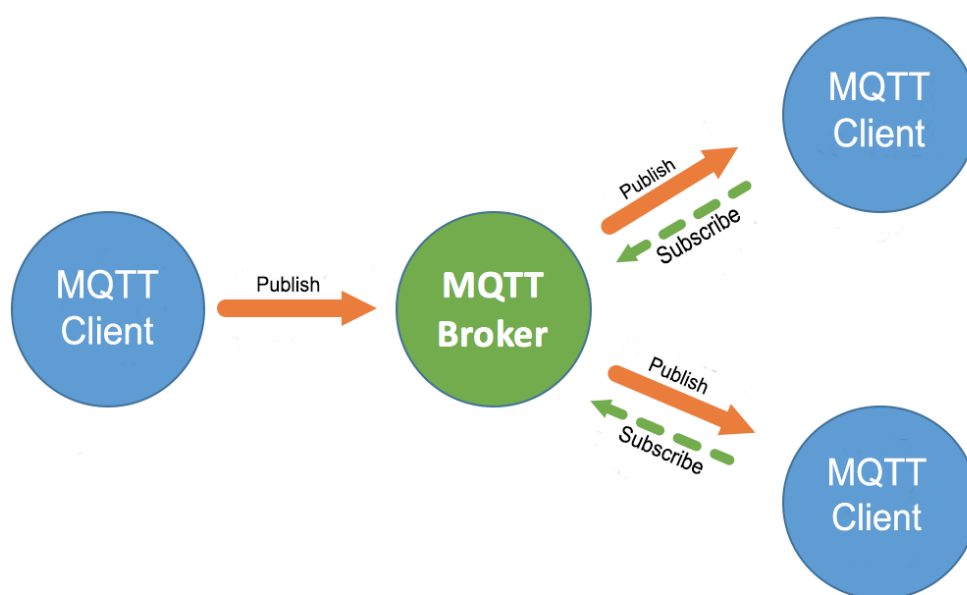 MQTT
Client
Publish
MQTT
Broker
Publish
Subscribe
MQTT
Client
Publish
Subscribe
MQTT
Client